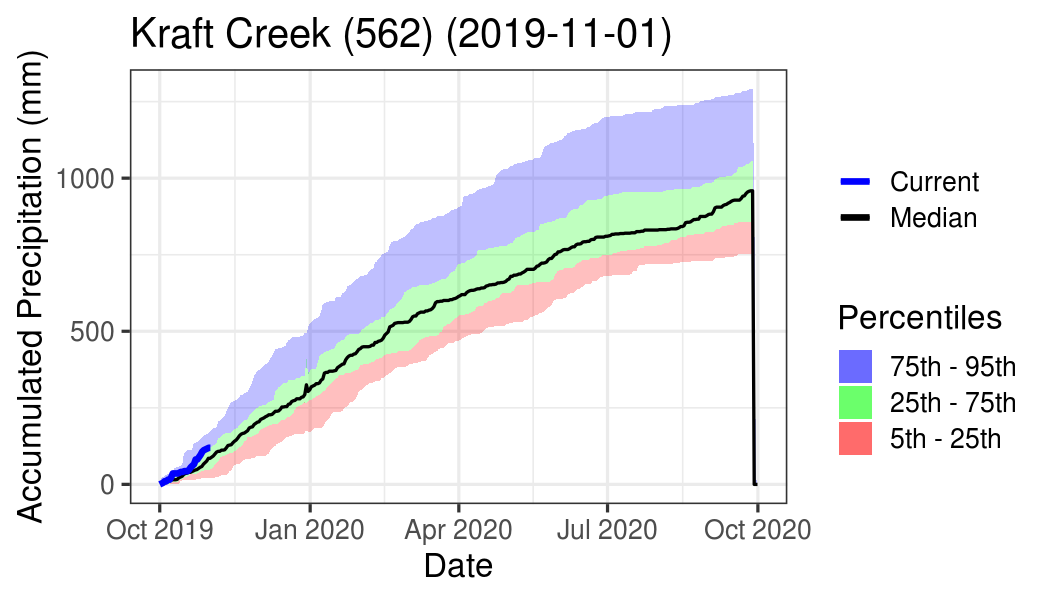 Kraft Creek (562) (2019-11-01)
Accumulated Precipitation (mm)
1000
500
0
Oct 2019
Jan 2020
Apr 2020
Jul 2020
Oct 2020
Date
Current
Median
Percentiles
75th - 95th
25th - 75th
5th - 25th